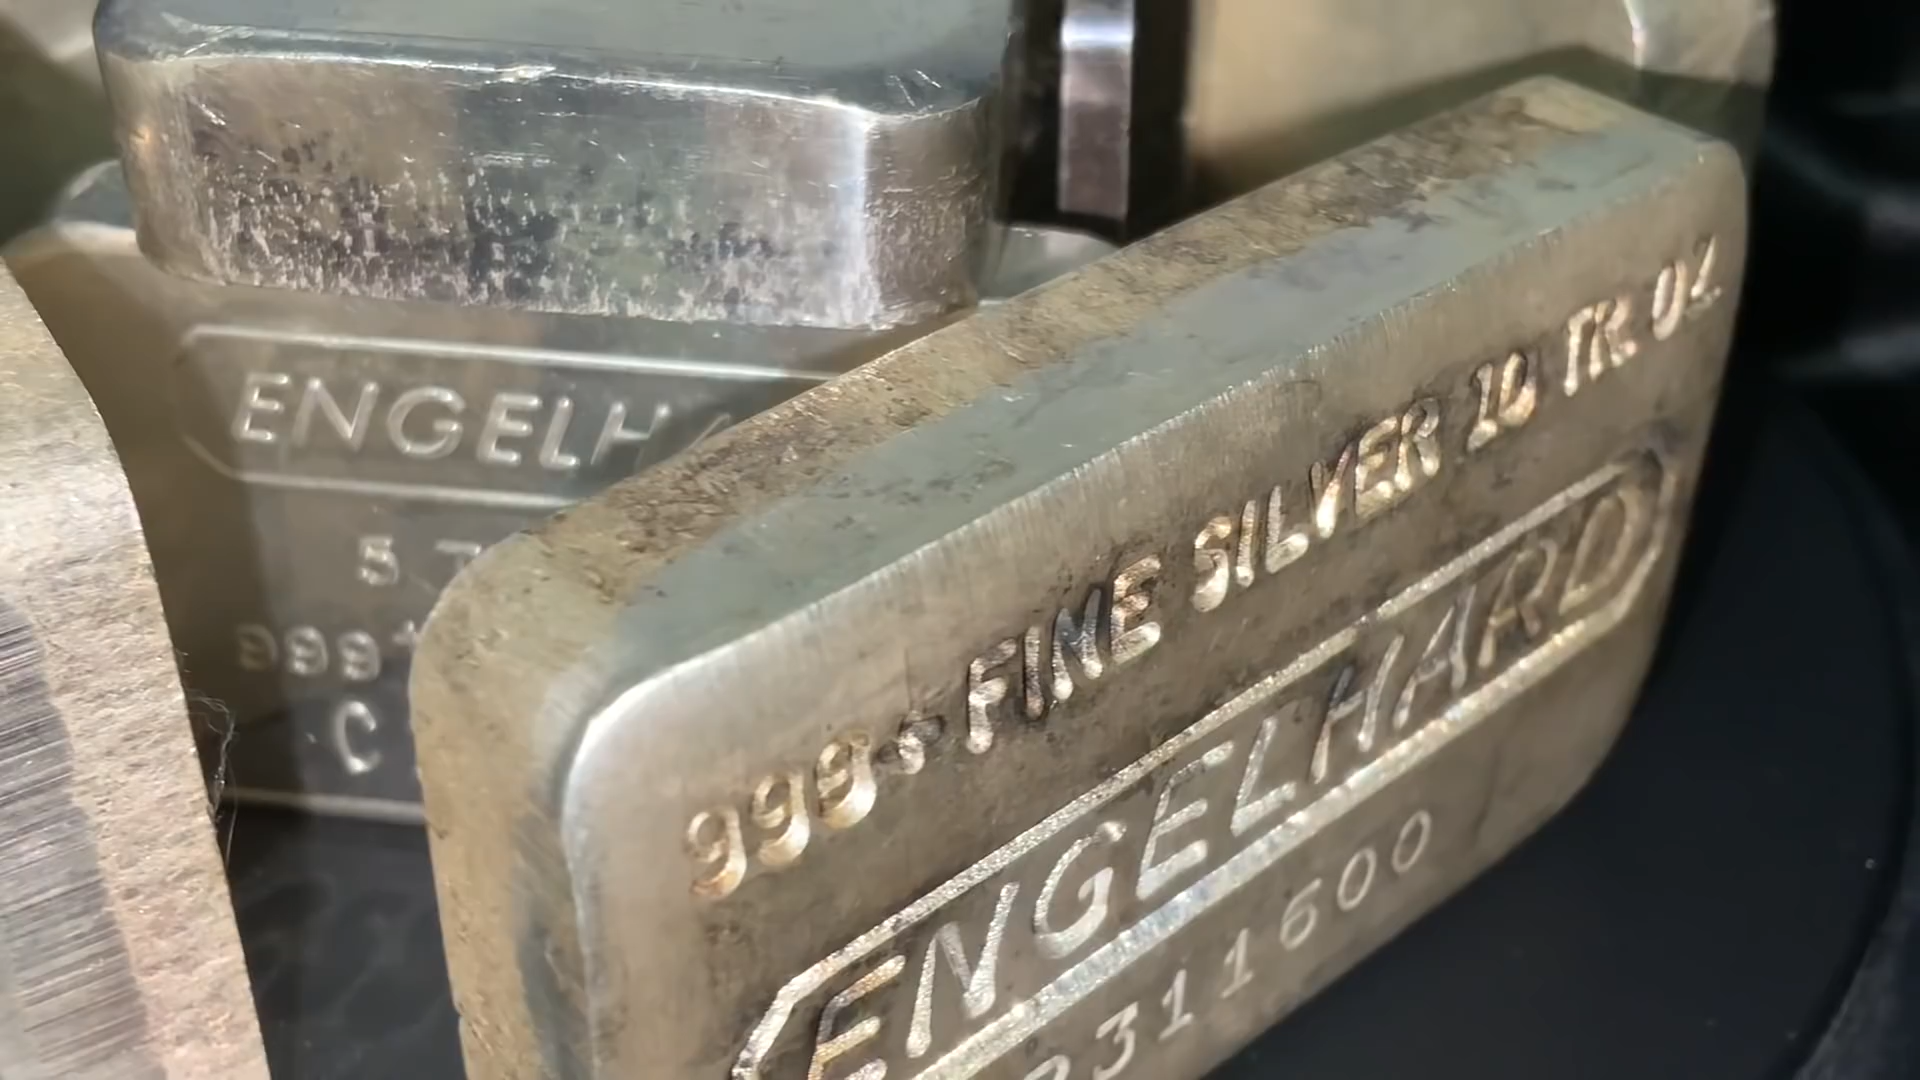 999+ FINE SILVER 10 TR. OZ
ENGELHARD
311600
ENGELH
5
999+
C